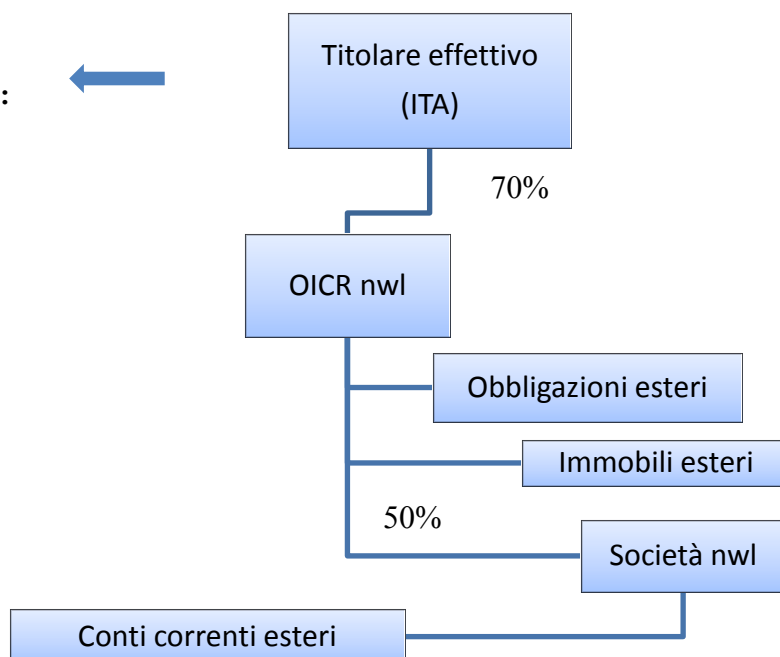 Titolare effettivo
(ITA)
:
70%
OICR nwl
Obbligazioni esteri
Immobili esteri
50%
Società nwl
Conti correnti esteri